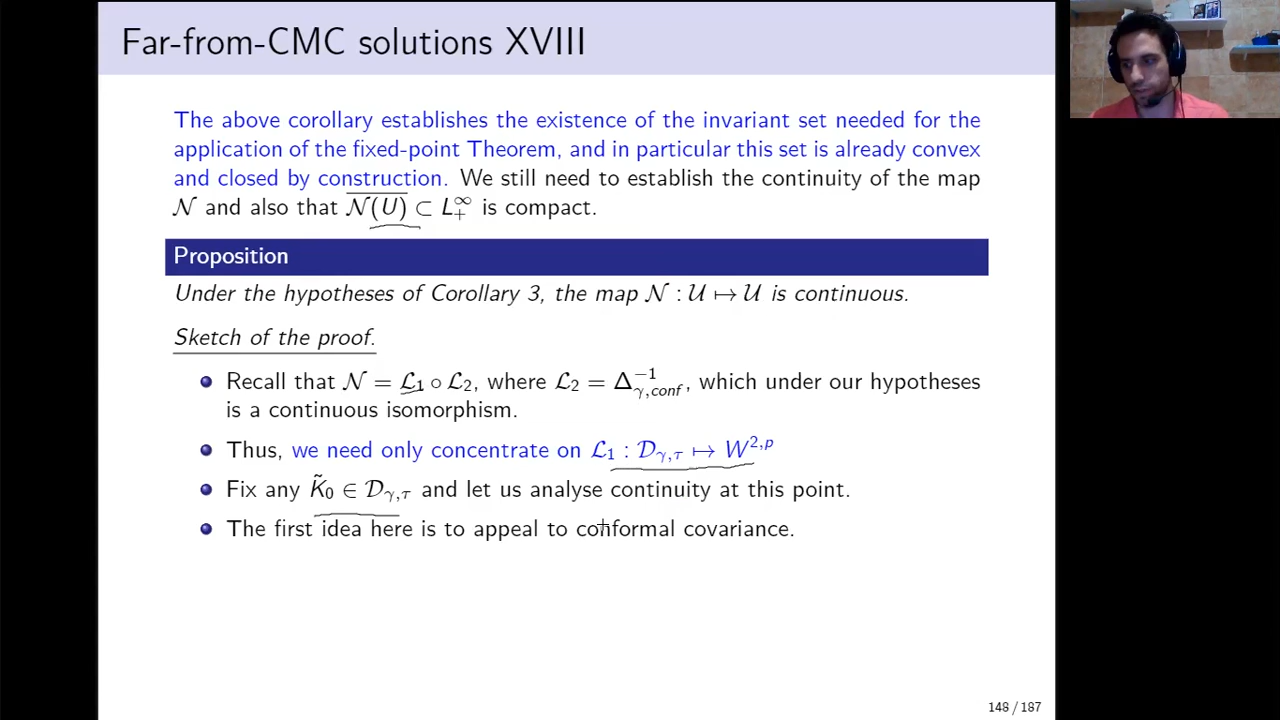 Far-from-CMC solutions XVIII
The above corollary establishes the existence of the invariant set needed for the
application of the fixed-point Theorem, and in particular this set is already convex
and closed by construction. We still need to establish the continuity of the map
𝒩 and also that \overline{𝒩(U)} ⊂ L^∞_+ is compact.
Proposition
Under the hypotheses of Corollary 3, the map 𝒩 : 𝒰 ↦ 𝒰 is continuous.
Sketch of the proof.
Recall that 𝒩 = ℒ₁ ∘ ℒ₂, where ℒ₂ = Δ^{-1}_{γ,conf}, which under our hypotheses
is a continuous isomorphism.
Thus, we need only concentrate on ℒ₁ : 𝒟_{γ,τ} ↦ W^{2,p}
Fix any K̃₀ ∈ 𝒟_{γ,τ} and let us analyse continuity at this point.
The first idea here is to appeal to conformal covariance.
148 / 187